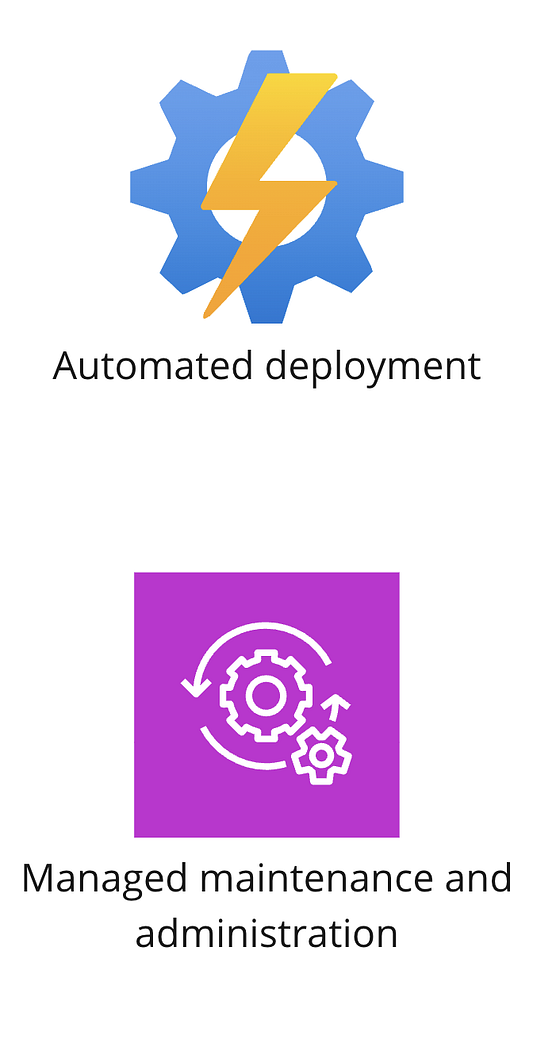 Automated deployment
Managed maintenance and
administration